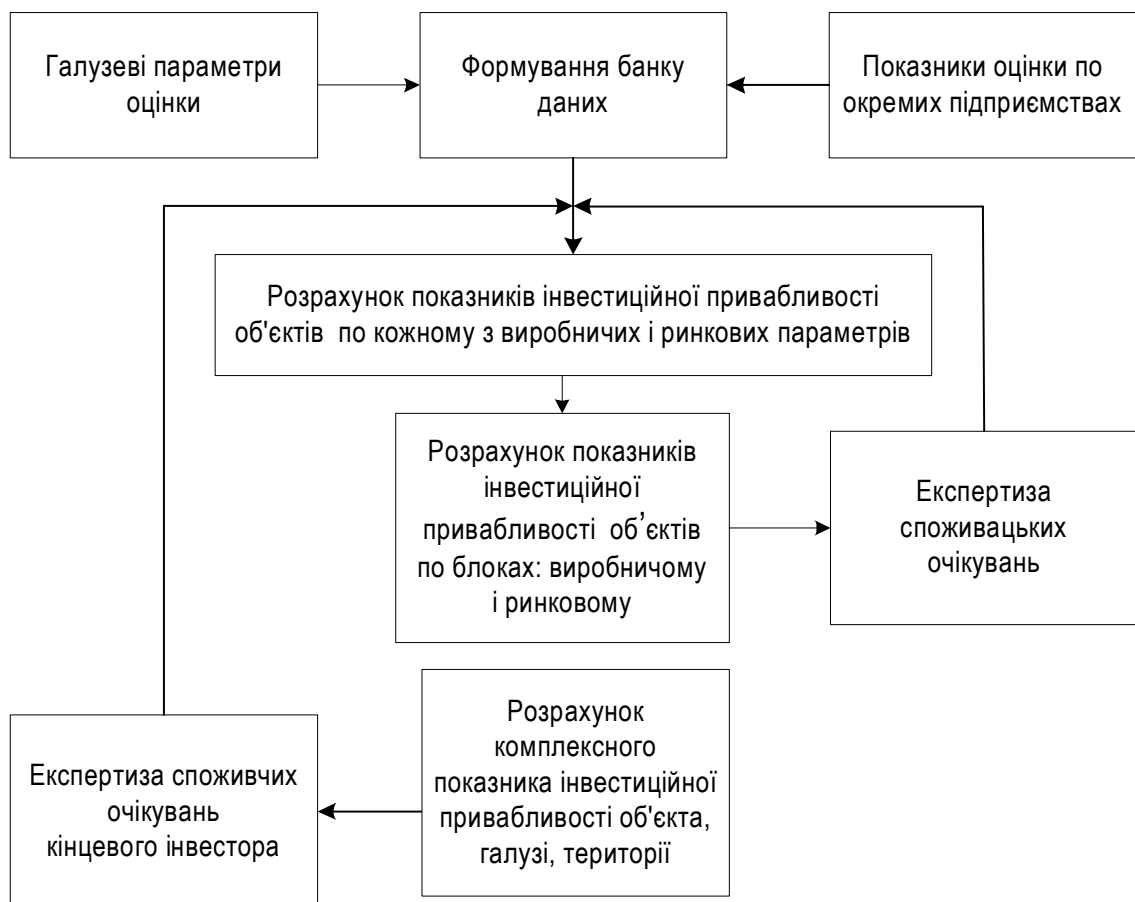 Галузеві параметри
оцінки
Формування банку
даних
Показники оцінки по
окремих підприємствах
Розрахунок показників інвестиційної привабливості
об'єктів по кожному з виробничих і ринкових параметрів
Розрахунок показників
інвестиційної
привабливості об’єктів
по блоках: виробничому
і ринковому
Експертиза
споживацьких
очікувань
Експертиза споживчих
очікувань
кінцевого інвестора
Розрахунок
комплексного
показника інвестиційної
привабливості об'єкта,
галузі, території